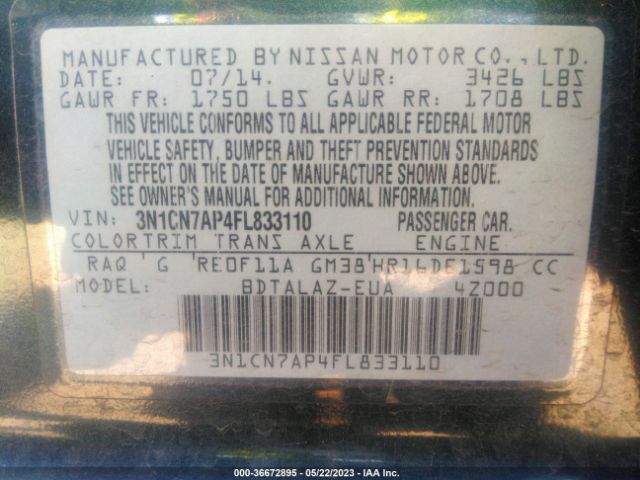 MANUFACTURED BY NISSAN MOTOR CO., LTD.
DATE: 07/14. GVWR: 3426 LBS
GAWR FR: 1750 LBS GAWR RR: 1708 LBS
THIS VEHICLE CONFORMS TO ALL APPLICABLE FEDERAL MOTOR
VEHICLE SAFETY, BUMPER AND THEFT PREVENTION STANDARDS
IN EFFECT ON THE DATE OF MANUFACTURE SHOWN ABOVE.
SEE OWNER'S MANUAL FOR ADDITIONAL INFORMATION.
VIN: 3N1CN7AP4FL833110 PASSENGER CAR.
COLORTRIM TRANS AXLE ENGINE
RAQ ' G 'RE0F11A GM38'HR16DE1598 CC
MODEL: BDTALAZ-EUA 4Z000
3N1CN7AP4FL833110
000-36672895 - 05/22/2023 - IAA Inc.